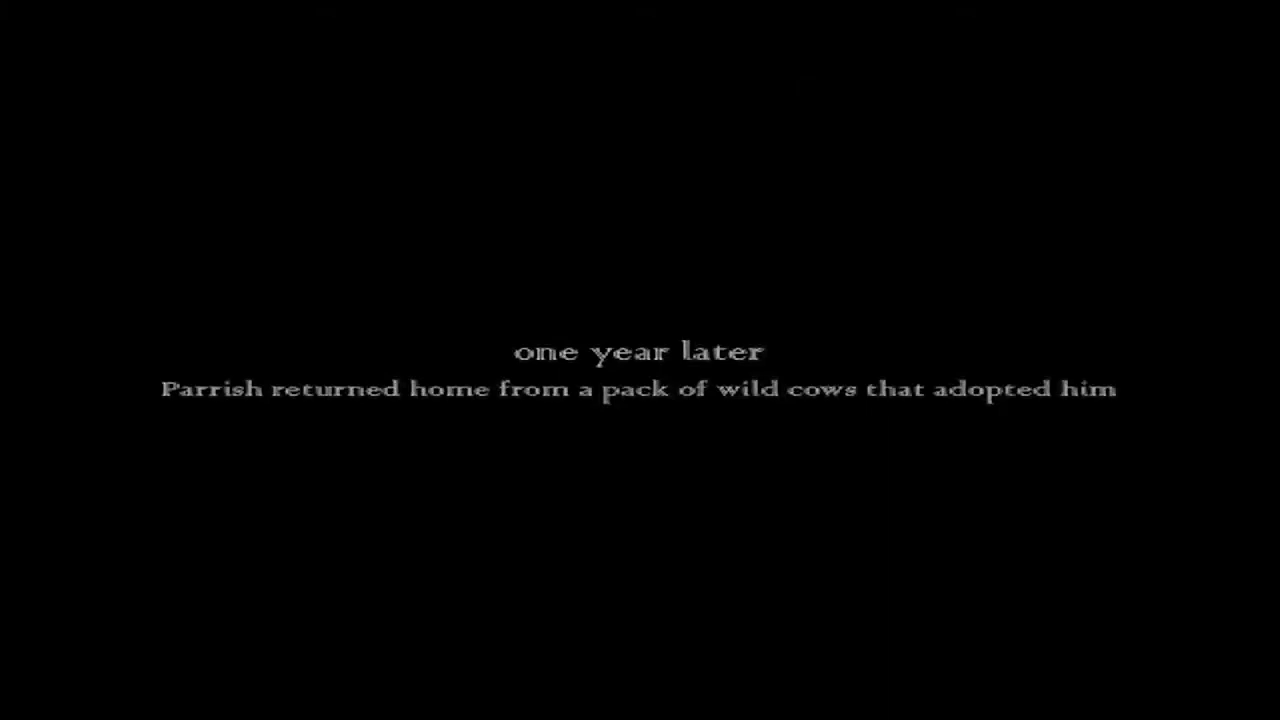 one year later
Parrish returned home from a pack of wild cows that adopted him